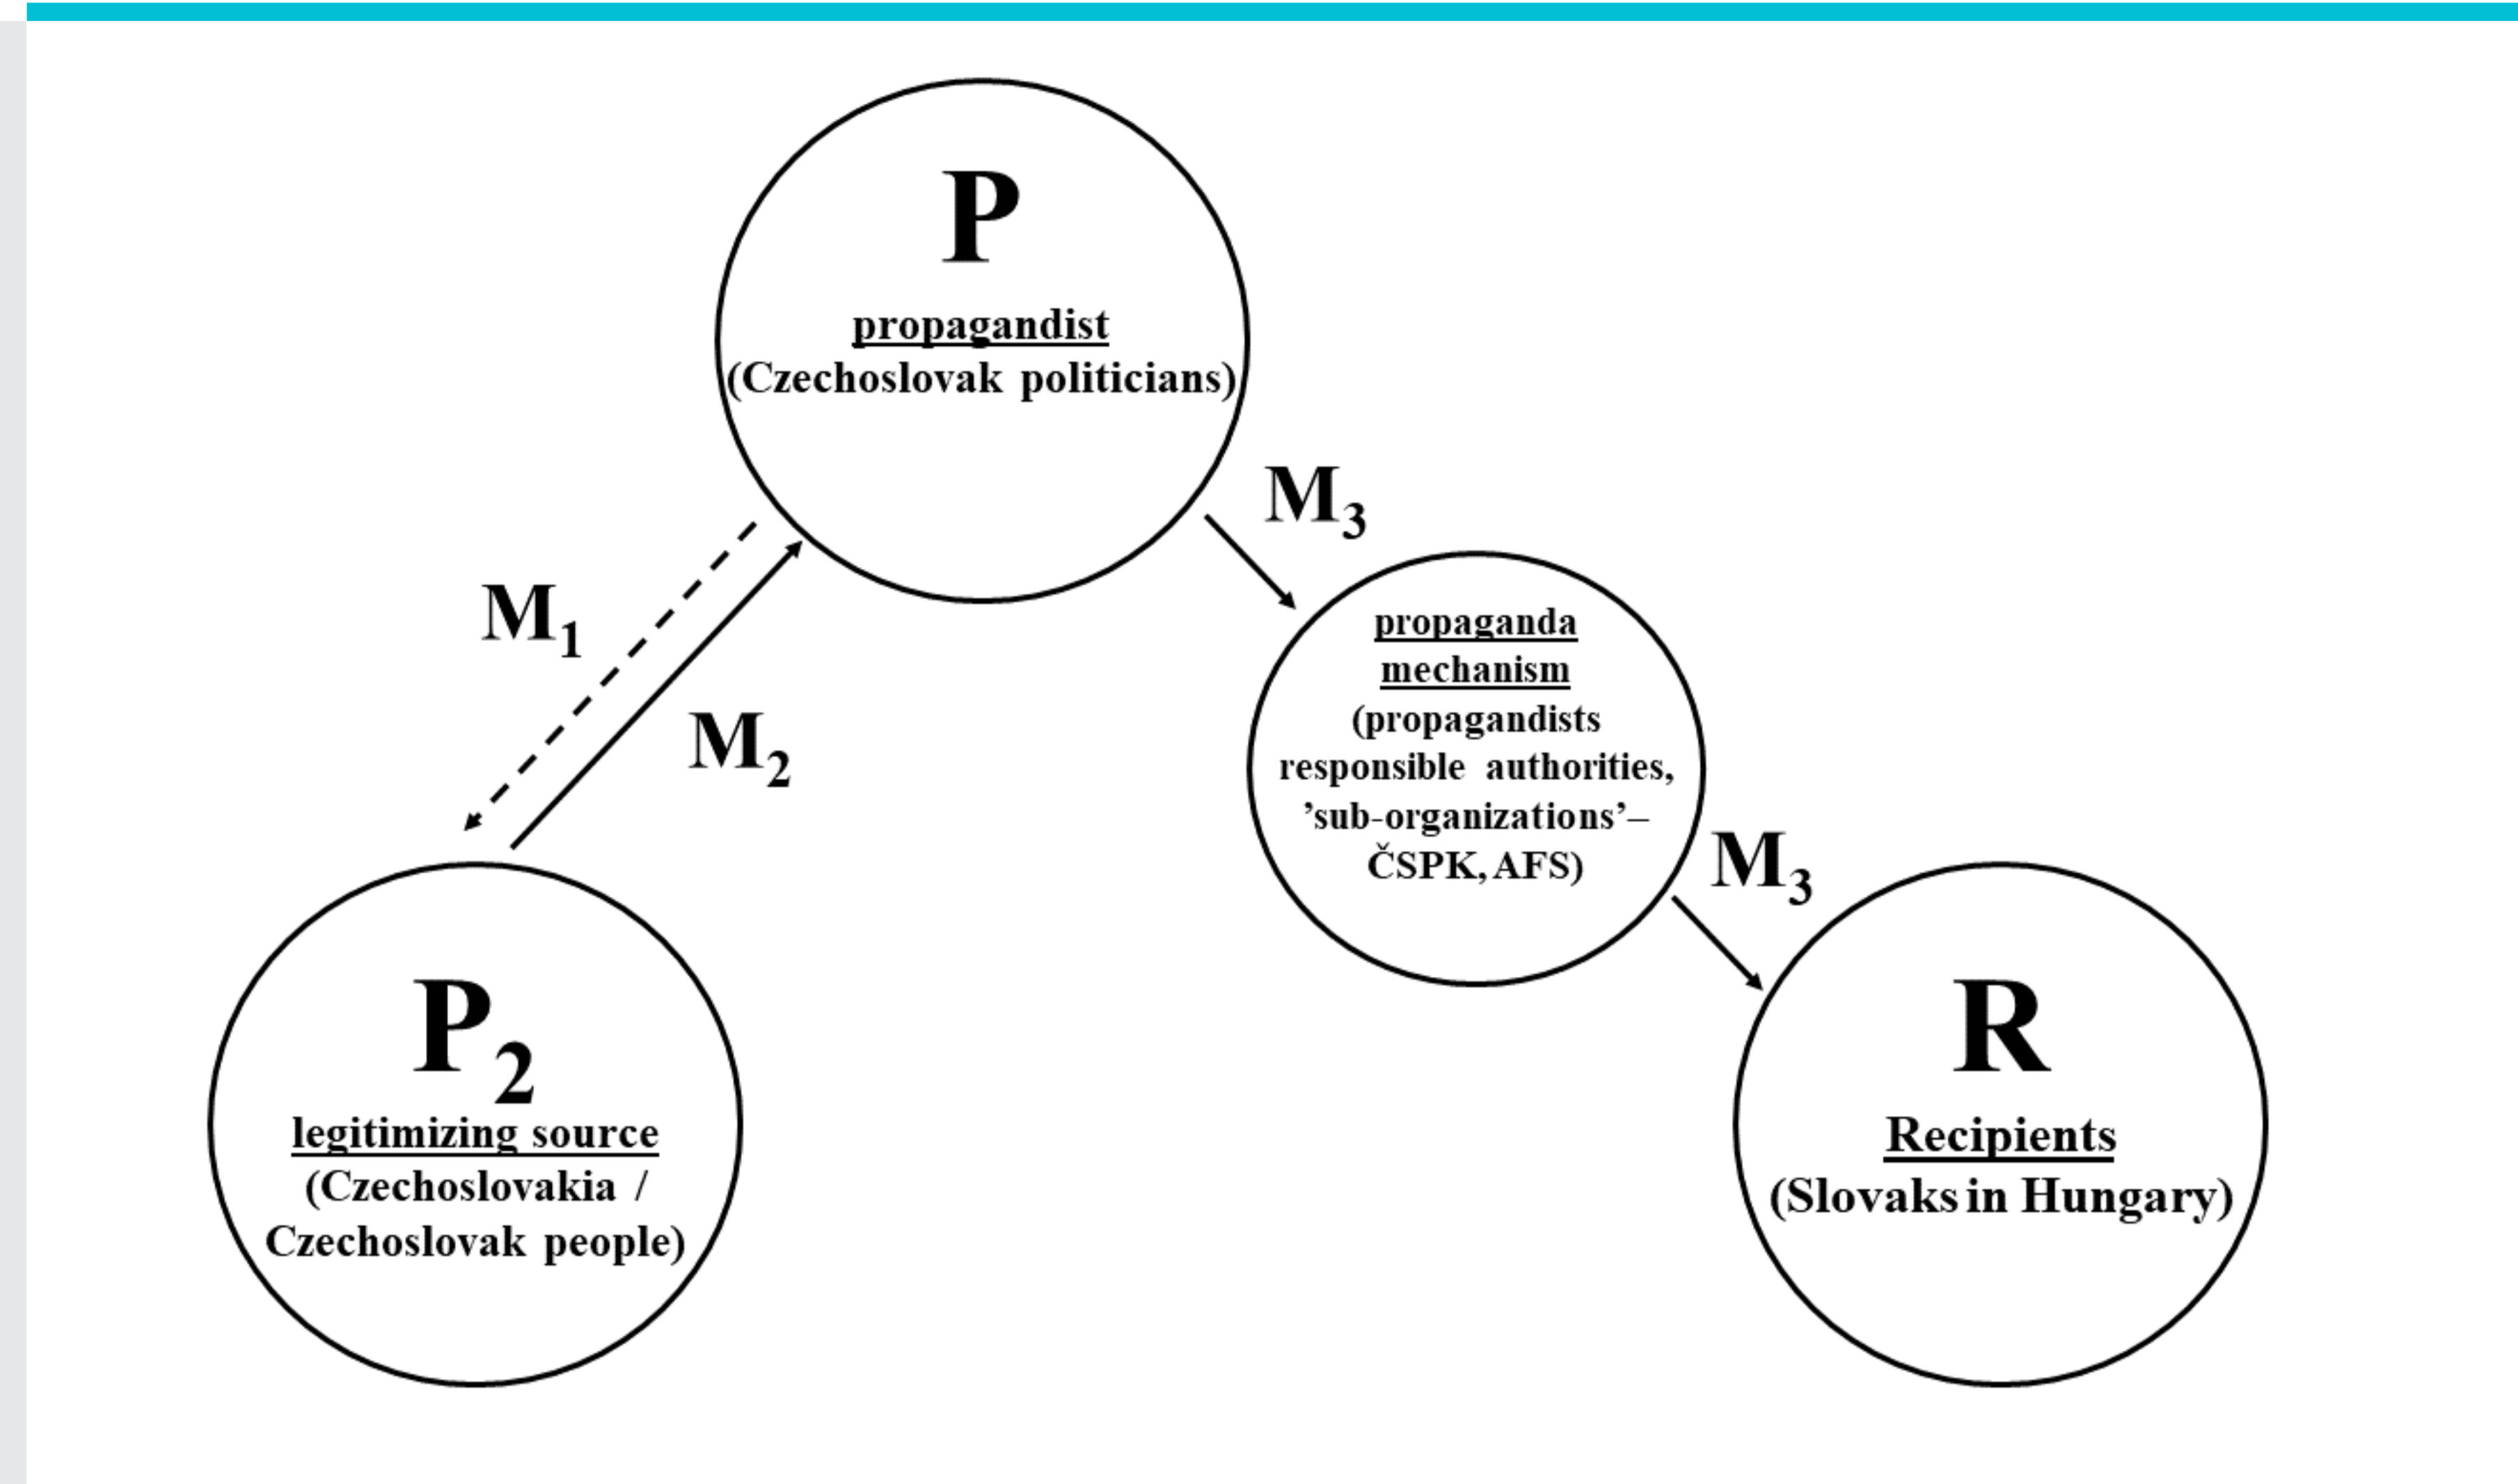 P
propagandist
(Czechoslovak politicians)
M₃
M₁
M₂
propaganda
mechanism
(propagandists
responsible authorities,
’sub-organizations’–
ČSPK, AFS)
M₃
P₂
legitimizing source
(Czechoslovakia /
Czechoslovak people)
R
Recipients
(Slovaks in Hungary)